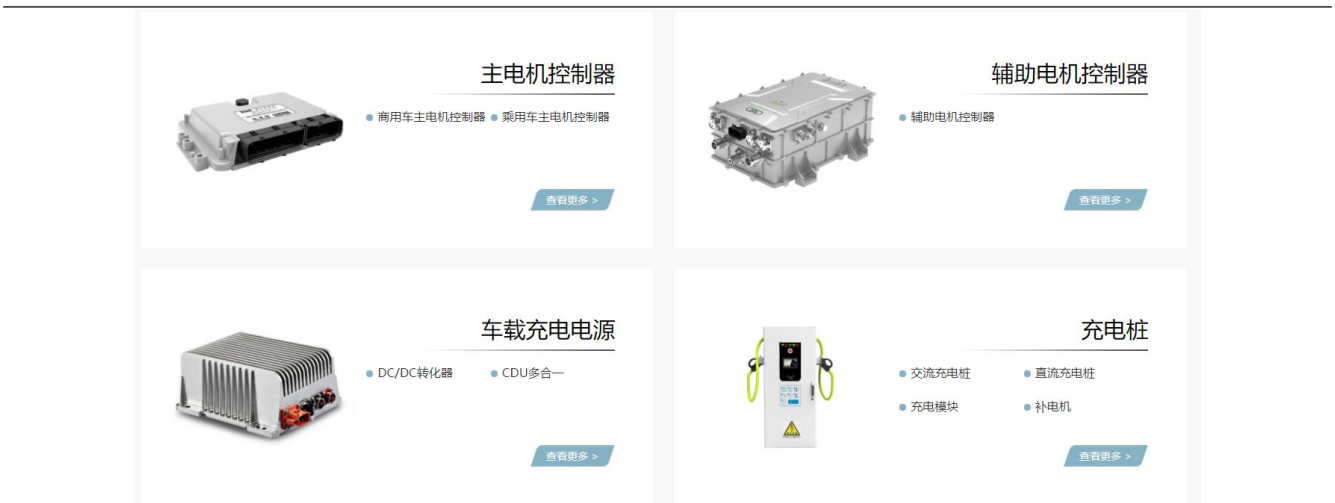 主电机控制器
商用车主电机控制器 乘用车主电机控制器
查看更多 >
辅助电机控制器
辅助电机控制器
查看更多 >
车载充电电源
DC/DC转化器 CDU多合一
查看更多 >
充电桩
交流充电桩 直流充电桩
充电模块 补电机
查看更多 >